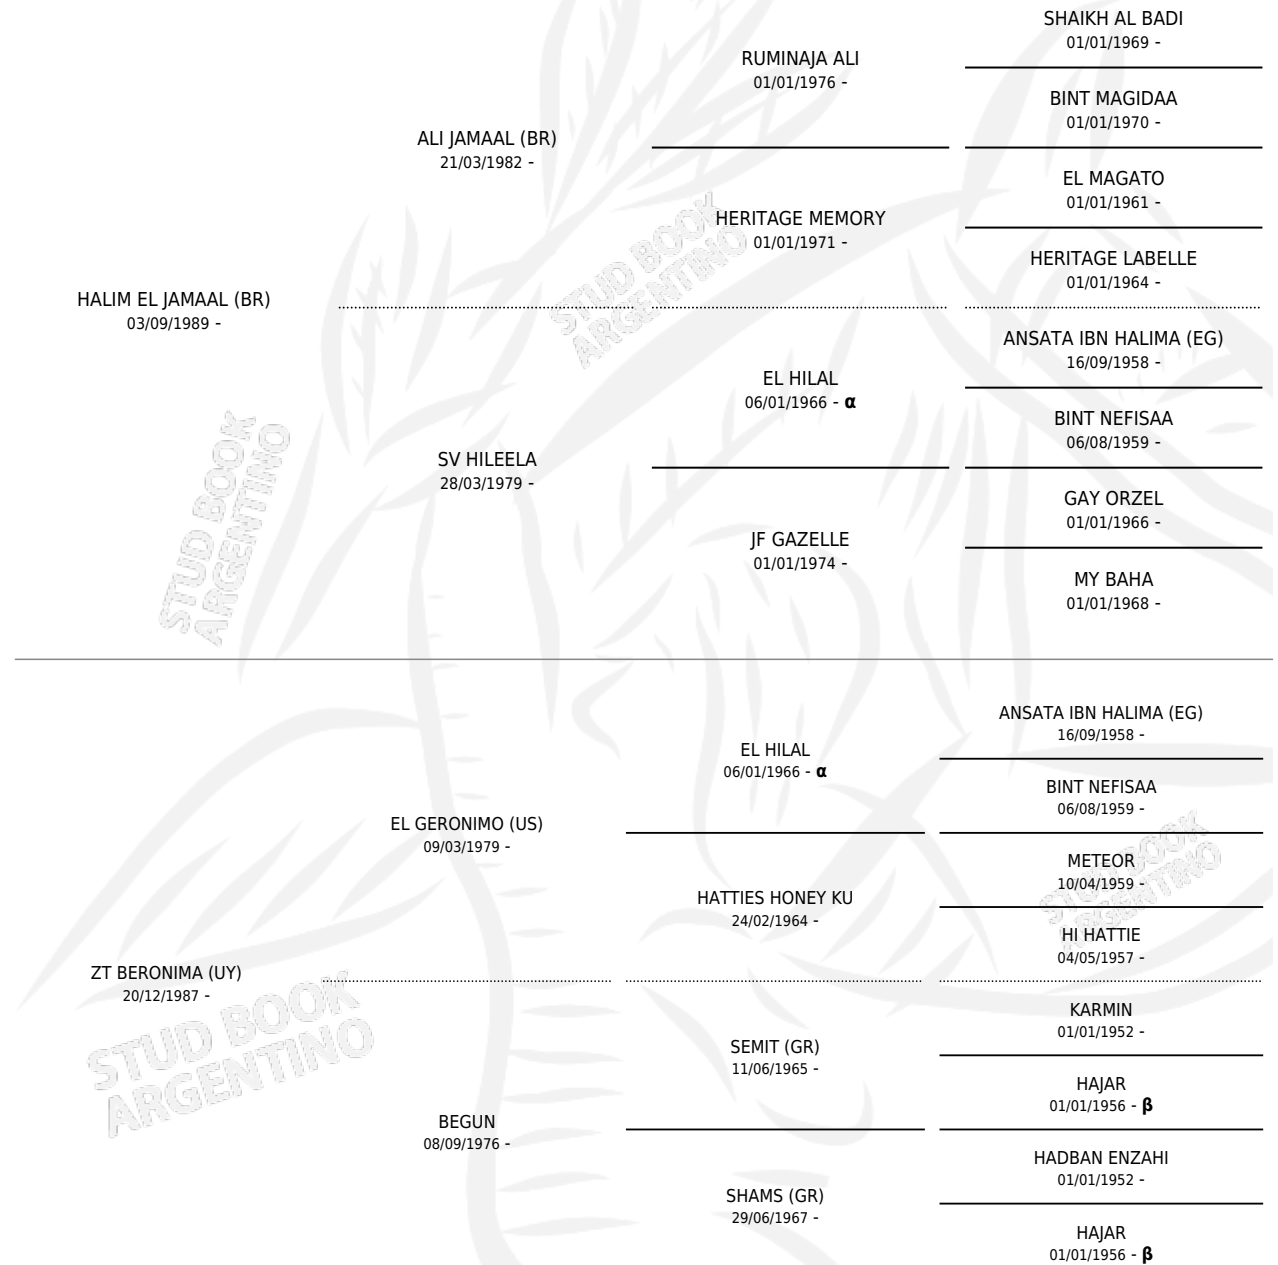 SHAIKH AL BADI
01/01/1969 -
RUMINAJA ALI
01/01/1976 -
BINT MAGIDAA
01/01/1970 -
ALI JAMAAL (BR)
21/03/1982 -
EL MAGATO
01/01/1961 -
HERITAGE MEMORY
01/01/1971 -
HERITAGE LABELLE
01/01/1964 -
HALIM EL JAMAAL (BR)
03/09/1989 -
STUD BOOK
ARGENTINO
ANSATA IBN HALIMA (EG)
16/09/1958 -
EL HILAL
06/01/1966 - α
BINT NEFISAA
06/08/1959 -
SV HILEELA
28/03/1979 -
GAY ORZEL
01/01/1966 -
JF GAZELLE
01/01/1974 -
MY BAHA
01/01/1968 -
STUD BOOK
ARGENTINO
ANSATA IBN HALIMA (EG)
16/09/1958 -
EL HILAL
06/01/1966 - α
BINT NEFISAA
06/08/1959 -
EL GERONIMO (US)
09/03/1979 -
METEOR
10/04/1959 -
HATTIES HONEY KU
24/02/1964 -
HI HATTIE
04/05/1957 -
STUD BOOK
ARGENTINO
ZT BERONIMA (UY)
20/12/1987 -
KARMIN
01/01/1952 -
SEMIT (GR)
11/06/1965 -
HAJAR
01/01/1956 - β
BEGUN
08/09/1976 -
HADBAN ENZAHI
01/01/1952 -
SHAMS (GR)
29/06/1967 -
HAJAR
01/01/1956 - β
STUD BOOK
ARGENTINO